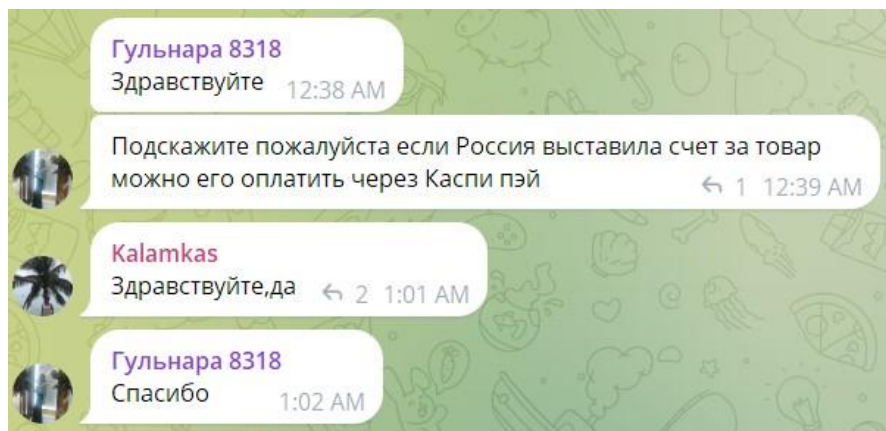 Гульнара 8318
Здравствуйте 12:38 AM
Подскажите пожалуйста если Россия выставила счет за товар
можно его оплатить через Каспи пэй 1 12:39 AM
Kalamkas
Здравствуйте,да 2 1:01 AM
Гульнара 8318
Спасибо 1:02 AM